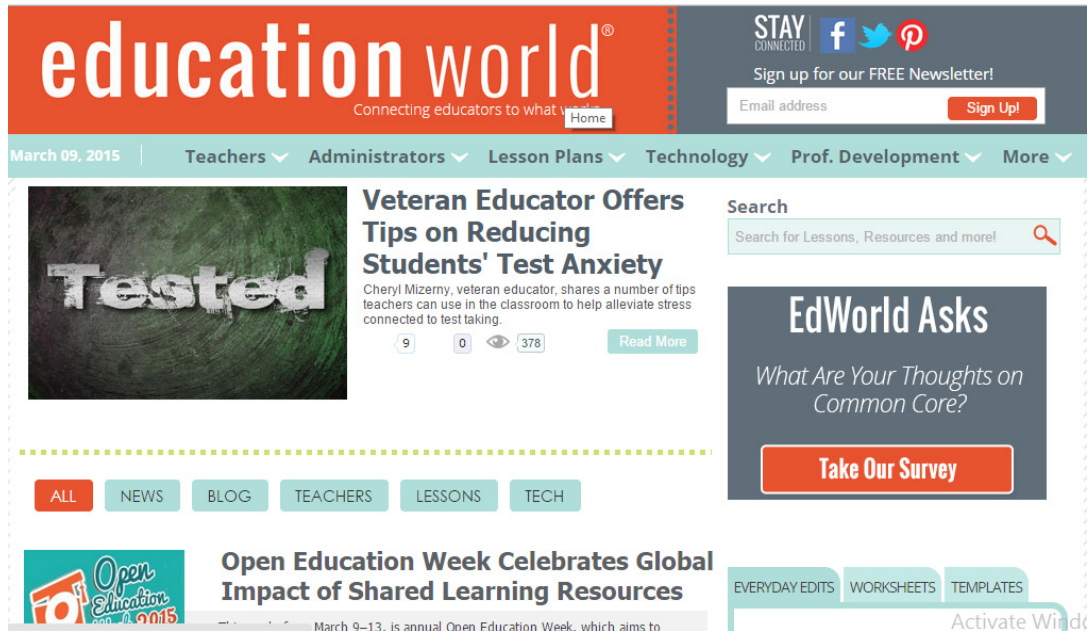 education world®
Connecting educators to what
Home
STAY
CONNECTED
Sign up for our FREE Newsletter!
Email address
Sign Up!
March 09, 2015
Teachers Administrators Lesson Plans Technology Prof. Development More
Tested
Veteran Educator Offers
Tips on Reducing
Students' Test Anxiety
Cheryl Mizerny, veteran educator, shares a number of tips
teachers can use in the classroom to help alleviate stress
connected to test taking.
9 0 378
Read More
Search
Search for Lessons, Resources and more!
EdWorld Asks
What Are Your Thoughts on
Common Core?
Take Our Survey
ALL NEWS BLOG TEACHERS LESSONS TECH
Open
Education
2015
Open Education Week Celebrates Global
Impact of Shared Learning Resources
March 9–13, is annual Open Education Week, which aims to
EVERYDAY EDITS WORKSHEETS TEMPLATES
Activate